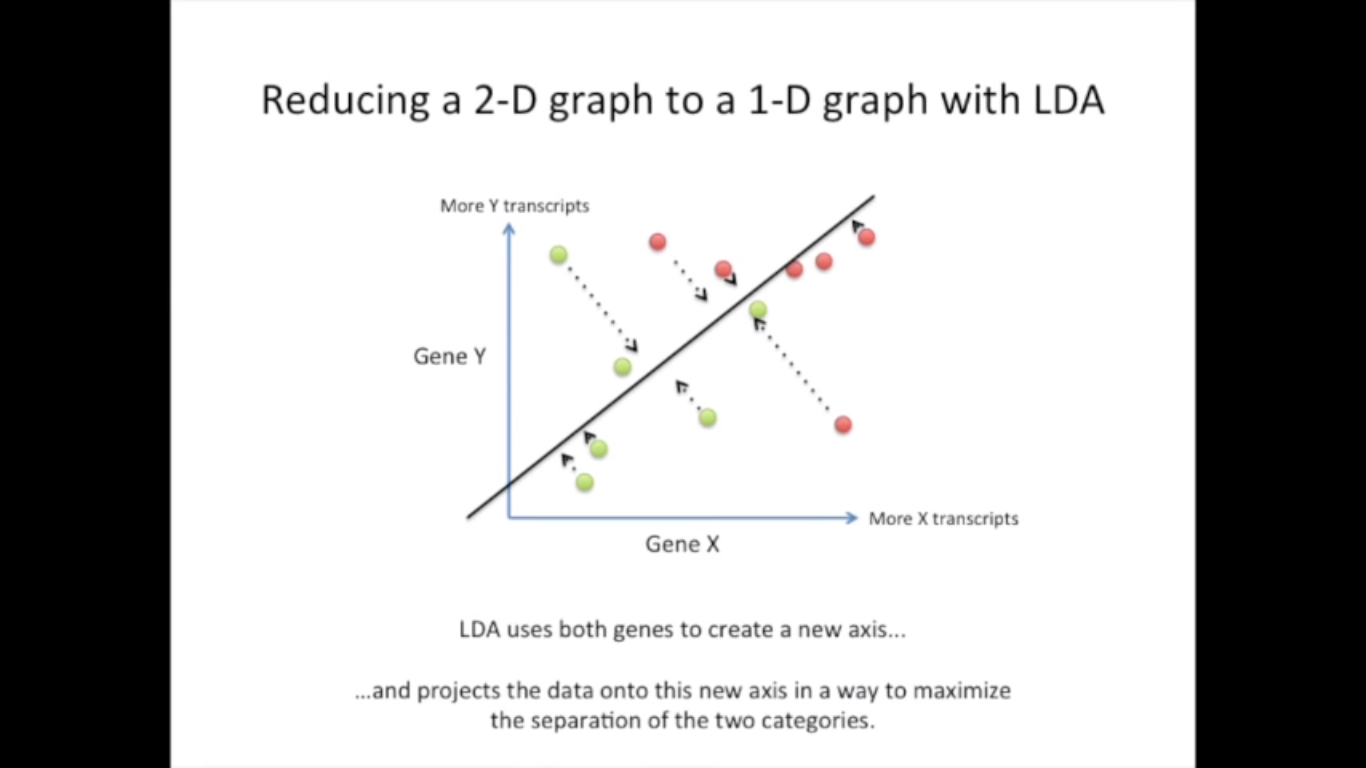 Reducing a 2-D graph to a 1-D graph with LDA
More Y transcripts
Gene Y
More X transcripts
Gene X
LDA uses both genes to create a new axis...
...and projects the data onto this new axis in a way to maximize
the separation of the two categories.